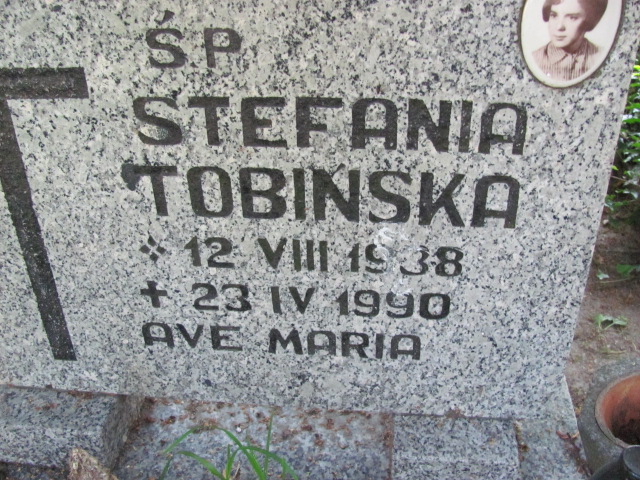 ŚP
STEFANIA
TOBIŃSKA
* 12 VIII 1938
+ 23 IV 1990
AVE MARIA